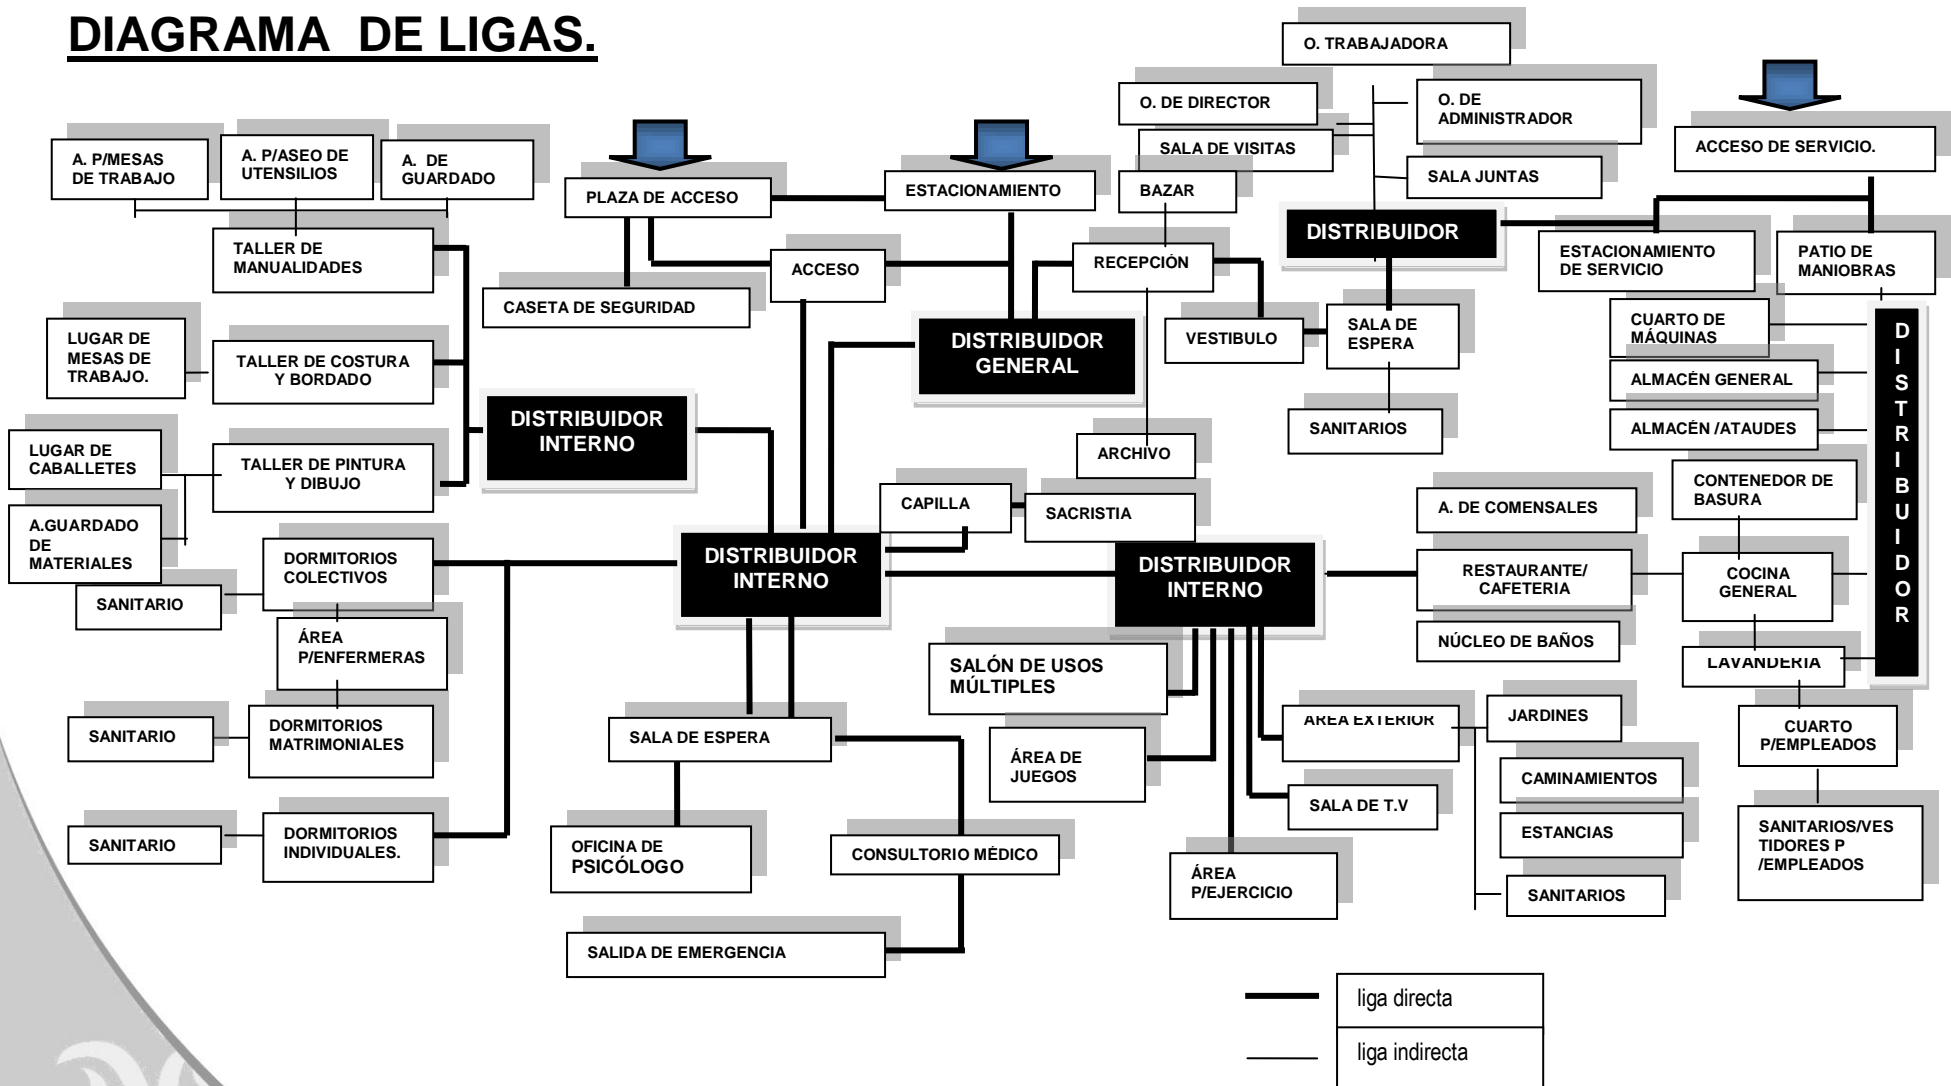 DIAGRAMA DE LIGAS.
O. TRABAJADORA
O. DE DIRECTOR
O. DE
ADMINISTRADOR
SALA DE VISITAS
SALA JUNTAS
ACCESO DE SERVICIO.
A. P/MESAS
DE TRABAJO
A. P/ASEO DE
UTENSILIOS
A. DE
GUARDADO
PLAZA DE ACCESO
ESTACIONAMIENTO
BAZAR
DISTRIBUIDOR
TALLER DE
MANUALIDADES
ACCESO
RECEPCIÓN
ESTACIONAMIENTO
DE SERVICIO
PATIO DE
MANIOBRAS
CASETA DE SEGURIDAD
LUGAR DE
MESAS DE
TRABAJO.
TALLER DE COSTURA
Y BORDADO
DISTRIBUIDOR
GENERAL
VESTIBULO
SALA DE
ESPERA
CUARTO DE
MÁQUINAS
ALMACÉN GENERAL
ALMACÉN /ATAUDES
D
I
S
T
R
I
B
U
I
D
O
R
DISTRIBUIDOR
INTERNO
SANITARIOS
ARCHIVO
LUGAR DE
CABALLETES
TALLER DE PINTURA
Y DIBUJO
CONTENEDOR DE
BASURA
CAPILLA
SACRISTIA
A. DE COMENSALES
A.GUARDADO
DE
MATERIALES
DORMITORIOS
COLECTIVOS
DISTRIBUIDOR
INTERNO
DISTRIBUIDOR
INTERNO
RESTAURANTE/
CAFETERIA
COCINA
GENERAL
SANITARIO
ÁREA
P/ENFERMERAS
NÚCLEO DE BAÑOS
LAVANDERIA
SALÓN DE USOS
MÚLTIPLES
SANITARIO
DORMITORIOS
MATRIMONIALES
SALA DE ESPERA
AREA EXTERIOR
JARDINES
CUARTO
P/EMPLEADOS
ÁREA DE
JUEGOS
CAMINAMIENTOS
SALA DE T.V
SANITARIO
DORMITORIOS
INDIVIDUALES.
OFICINA DE
PSICÓLOGO
CONSULTORIO MÉDICO
ESTANCIAS
SANITARIOS/VES
TIDORES P
/EMPLEADOS
ÁREA
P/EJERCICIO
SANITARIOS
SALIDA DE EMERGENCIA
liga directa
liga indirecta